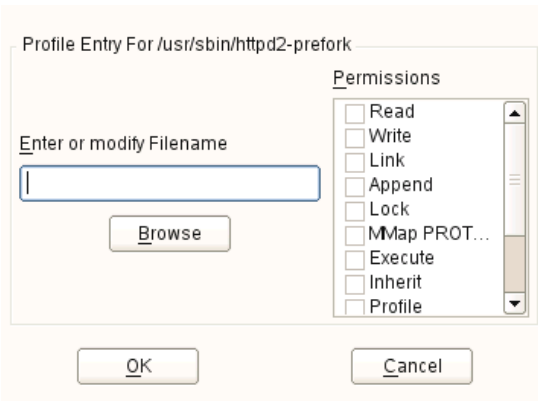 Profile Entry For /usr/sbin/httpd2-prefork
Permissions
Read
Write
Link
Append
Lock
MMap PROT...
Execute
Inherit
Profile
Enter or modify Filename
Browse
OK
Cancel